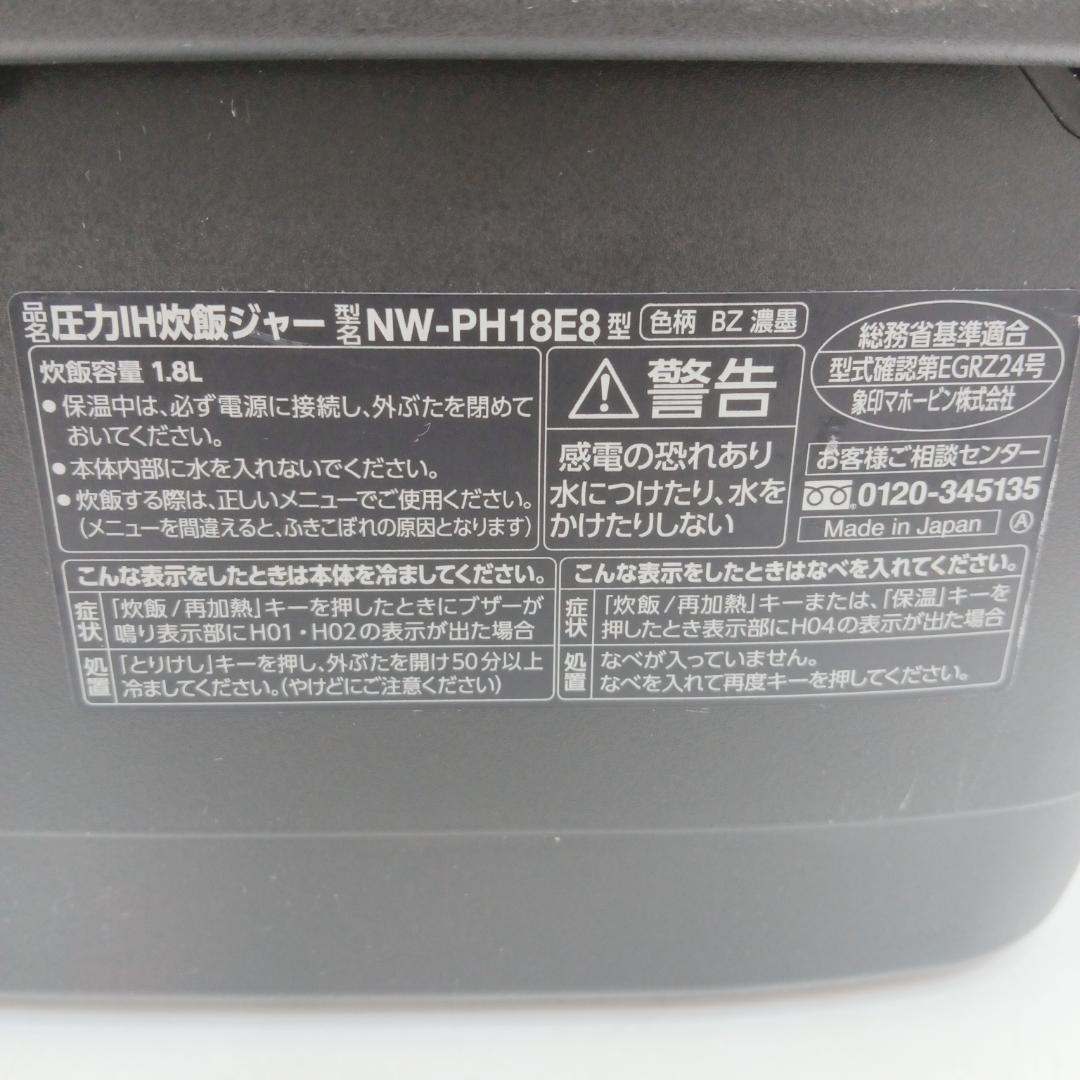 品名 圧力IH炊飯ジャー 型名 NW-PH18E8型 色柄 BZ 濃墨
炊飯容量 1.8L
●保温中は、必ず電源に接続し、外ぶたを閉めて
おいてください。
●本体内部に水を入れないでください。
●炊飯する際は、正しいメニューでご使用ください。
(メニューを間違えると、ふきこぼれの原因となります)
警告
感電の恐れあり
水につけたり、水を
かけたりしない
総務省基準適合
型式確認第EGRZ24号
象印マホービン株式会社
お客様ご相談センター
0120-345135
Made in Japan Ⓐ
こんな表示をしたときは本体を冷ましてください。
症状 「炊飯/再加熱」キーを押したときにブザーが
鳴り表示部にH01・H02の表示が出た場合
処置 「とりけし」キーを押し、外ぶたを開け50分以上
冷ましてください。(やけどにご注意ください)
こんな表示をしたときはなべを入れてください。
症状 「炊飯/再加熱」キーまたは、「保温」キーを
押したとき表示部にH04の表示が出た場合
処置 なべが入っていません。
なべを入れて再度キーを押してください。